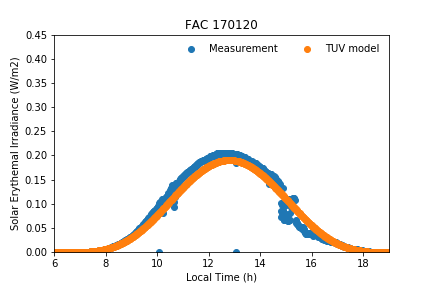 FAC 170120
Measurement TUV model
Solar Erythemal Irradiance (W/m2)
0.45
0.40
0.35
0.30
0.25
0.20
0.15
0.10
0.05
0.00
6 8 10 12 14 16 18
Local Time (h)